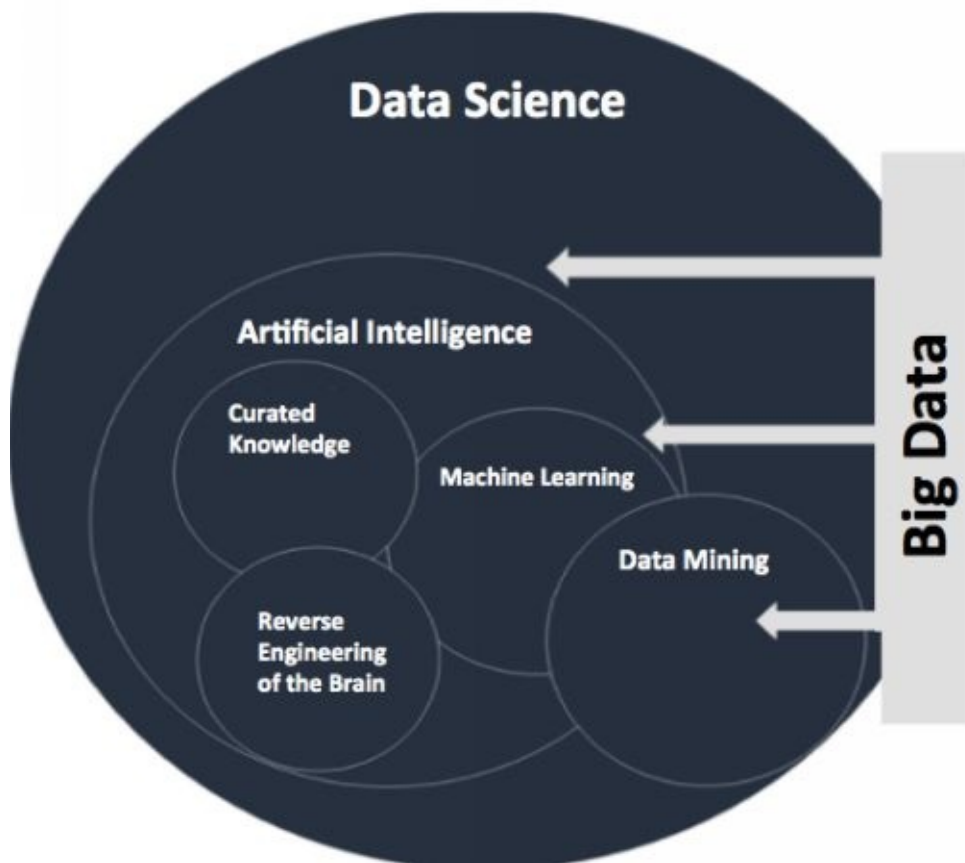 Data Science
Artificial Intelligence
Curated
Knowledge
Machine Learning
Data Mining
Reverse
Engineering
of the Brain
Big Data